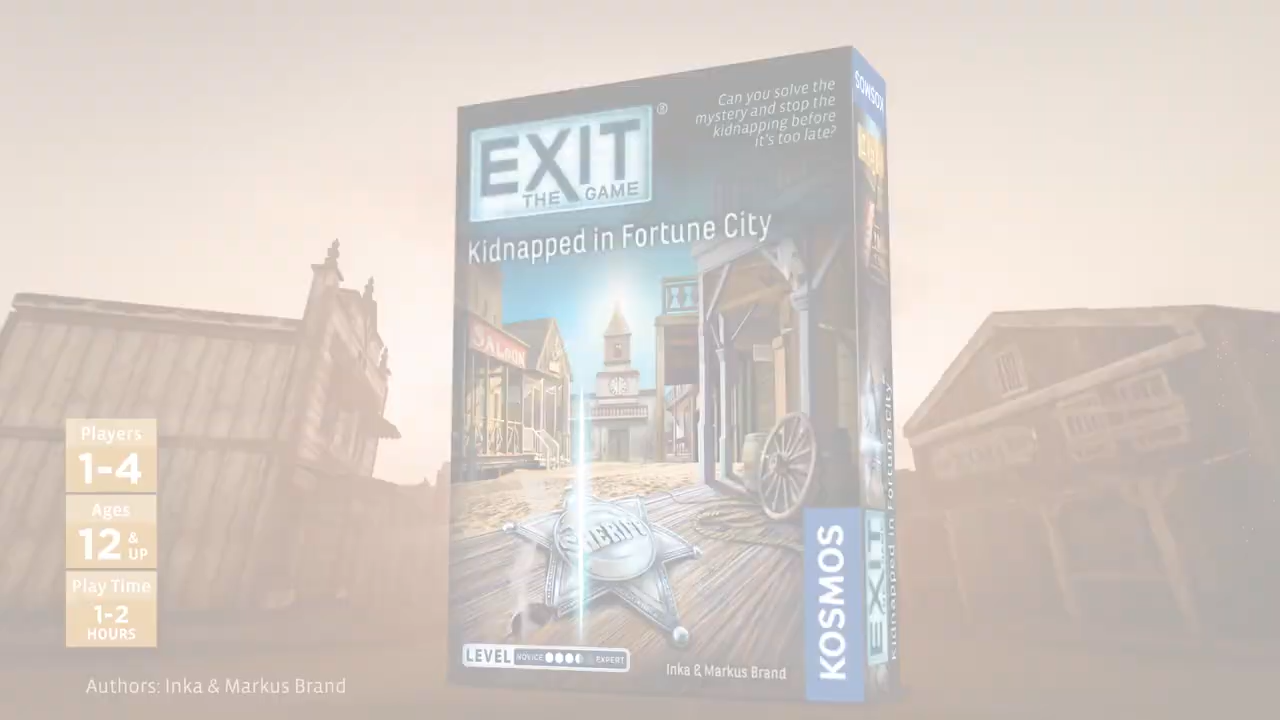 Can you solve the
mystery and stop the
kidnapping before
it's too late?
EXIT
THE GAME
®
Kidnapped in Fortune City
SALOON
SHERIFF
LEVEL NOVICE EXPERT
Inka & Markus Brand
KOSMOS
KOSMOS
EXIT
Kidnapped in Fortune City
Players
1-4
Ages
12 & UP
Play Time
1-2
HOURS
Authors: Inka & Markus Brand